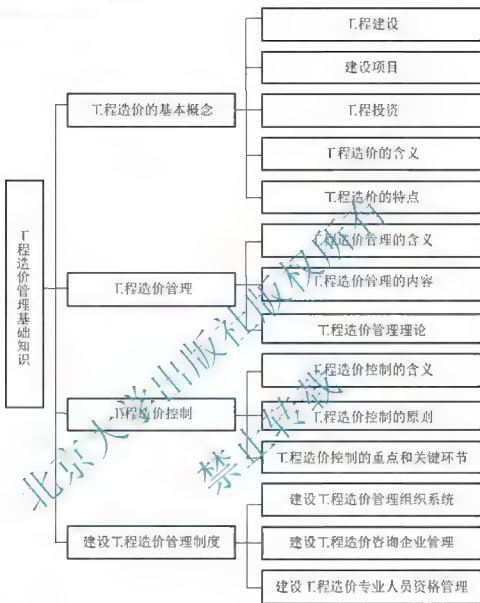 工程造价管理基础知识
工程造价的基本概念
工程建设
建设项目
工程投资
工程造价的含义
工程造价的特点
工程造价管理
工程造价管理的含义
工程造价管理的内容
工程造价管理理论
工程造价控制
工程造价控制的含义
工程造价控制的原则
工程造价控制的重点和关键环节
建设工程造价管理制度
建设工程造价管理组织系统
建设工程造价咨询企业管理
建设工程造价专业人员资格管理
北京大学出版社版权所有
禁止转载